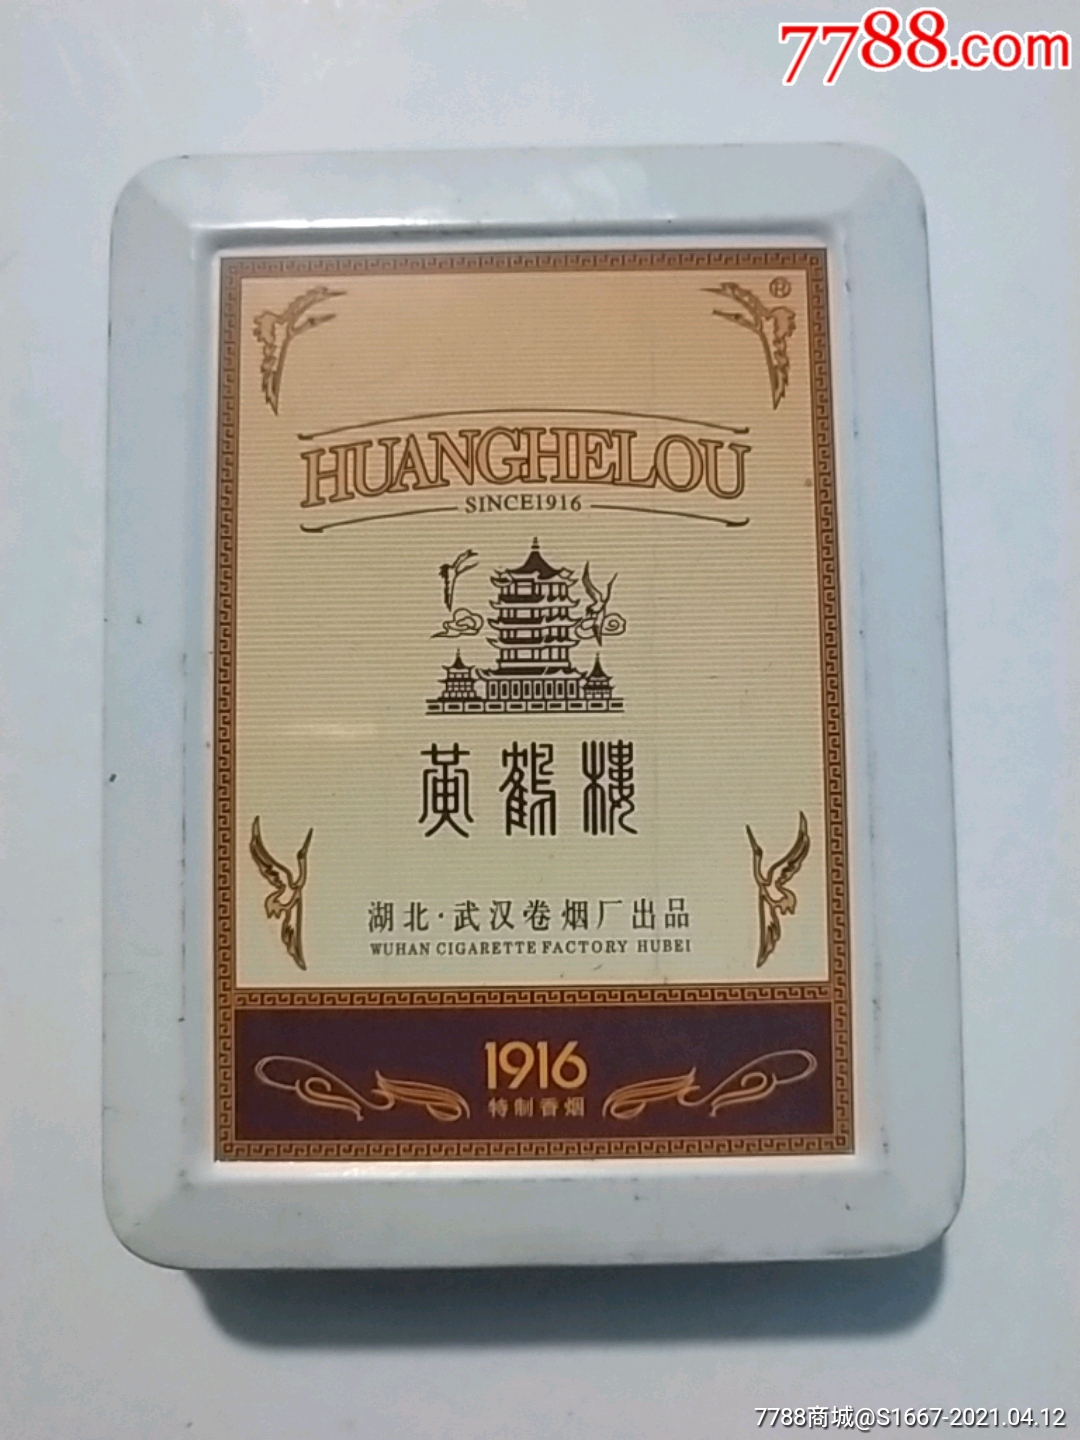 7788.com
®
HUANGHELOU
SINCE1916
黄鹤楼
湖北·武汉卷烟厂出品
WUHAN CIGARETTE FACTORY HUBEI
1916
特制香烟
7788商城@S1667-2021.04.12